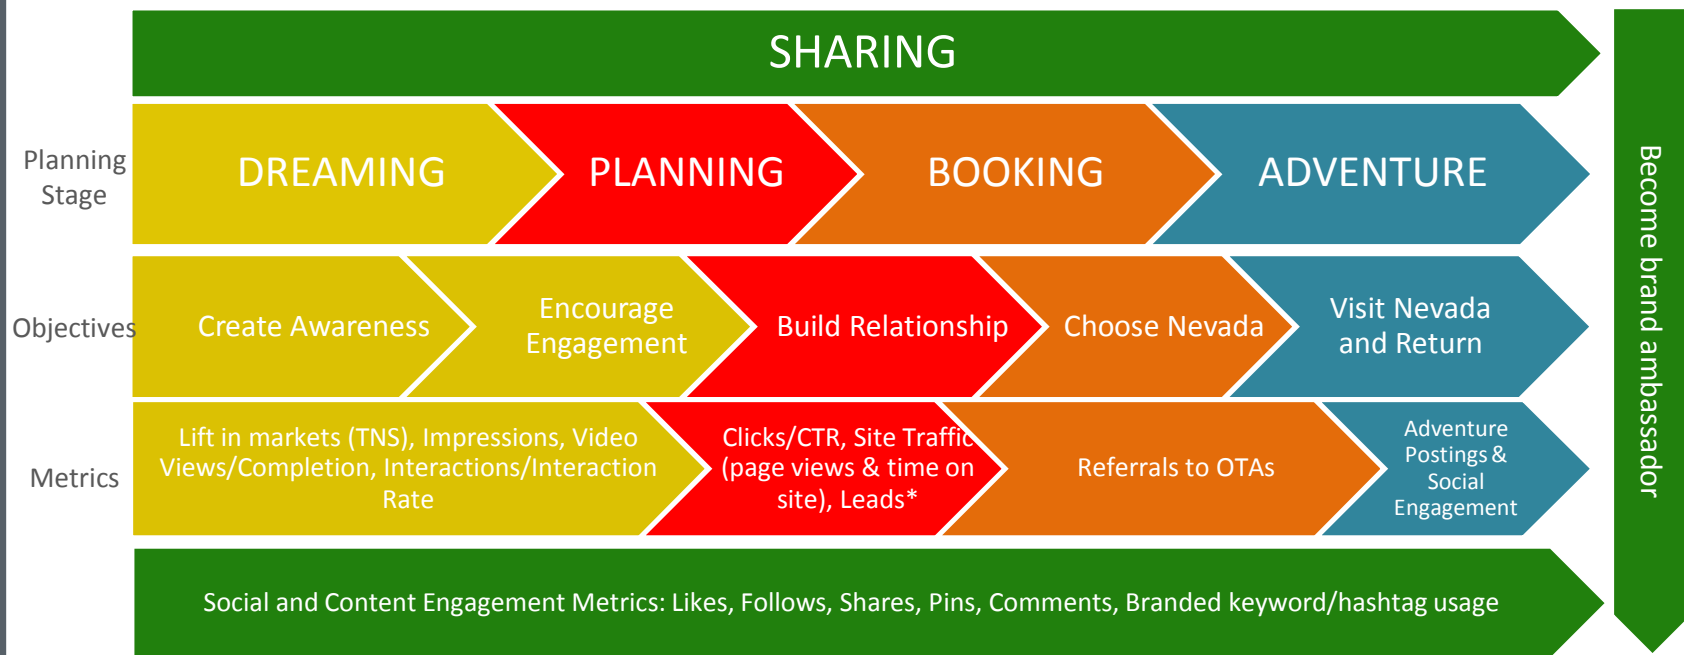 SHARING
Planning
Stage
DREAMING
PLANNING
BOOKING
ADVENTURE
Objectives
Create Awareness
Encourage
Engagement
Build Relationship
Choose Nevada
Visit Nevada
and Return
Metrics
Lift in markets (TNS), Impressions, Video
Views/Completion, Interactions/Interaction
Rate
Clicks/CTR, Site Traffic
(page views & time on
site), Leads*
Referrals to OTAs
Adventure
Postings &
Social
Engagement
Social and Content Engagement Metrics: Likes, Follows, Shares, Pins, Comments, Branded keyword/hashtag usage
Become brand ambassador